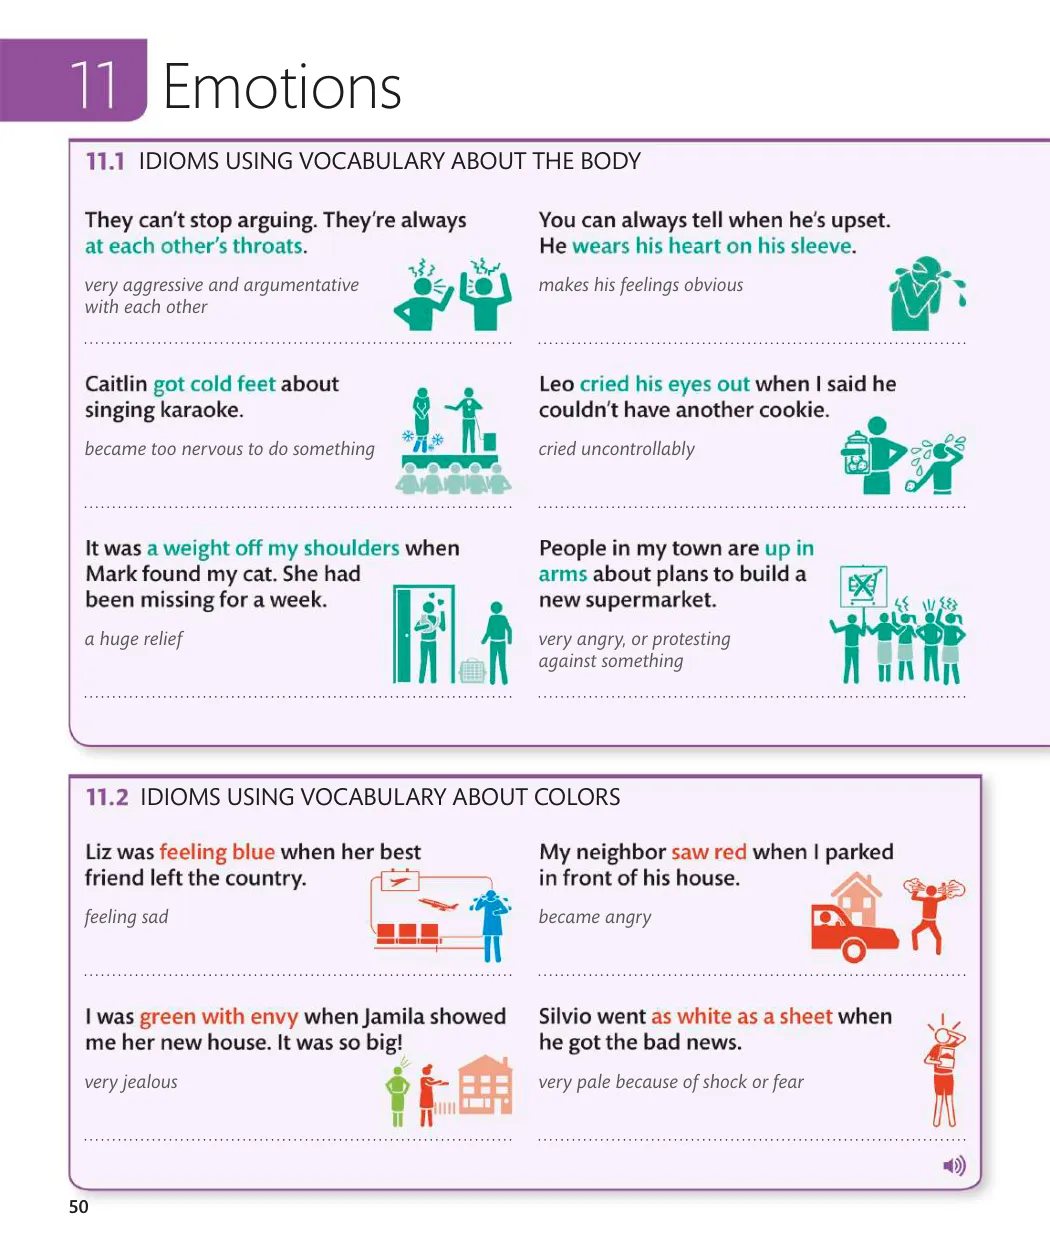 11 Emotions
11.1 IDIOMS USING VOCABULARY ABOUT THE BODY
They can't stop arguing. They're always
at each other's throats.
very aggressive and argumentative
with each other
You can always tell when he's upset.
He wears his heart on his sleeve.
makes his feelings obvious
Caitlin got cold feet about
singing karaoke.
became too nervous to do something
Leo cried his eyes out when I said he
couldn't have another cookie.
cried uncontrollably
It was a weight off my shoulders when
Mark found my cat. She had
been missing for a week.
a huge relief
People in my town are up in
arms about plans to build a
new supermarket.
very angry, or protesting
against something
11.2 IDIOMS USING VOCABULARY ABOUT COLORS
Liz was feeling blue when her best
friend left the country.
feeling sad
My neighbor saw red when I parked
in front of his house.
became angry
I was green with envy when Jamila showed
me her new house. It was so big!
very jealous
Silvio went as white as a sheet when
he got the bad news.
very pale because of shock or fear
50